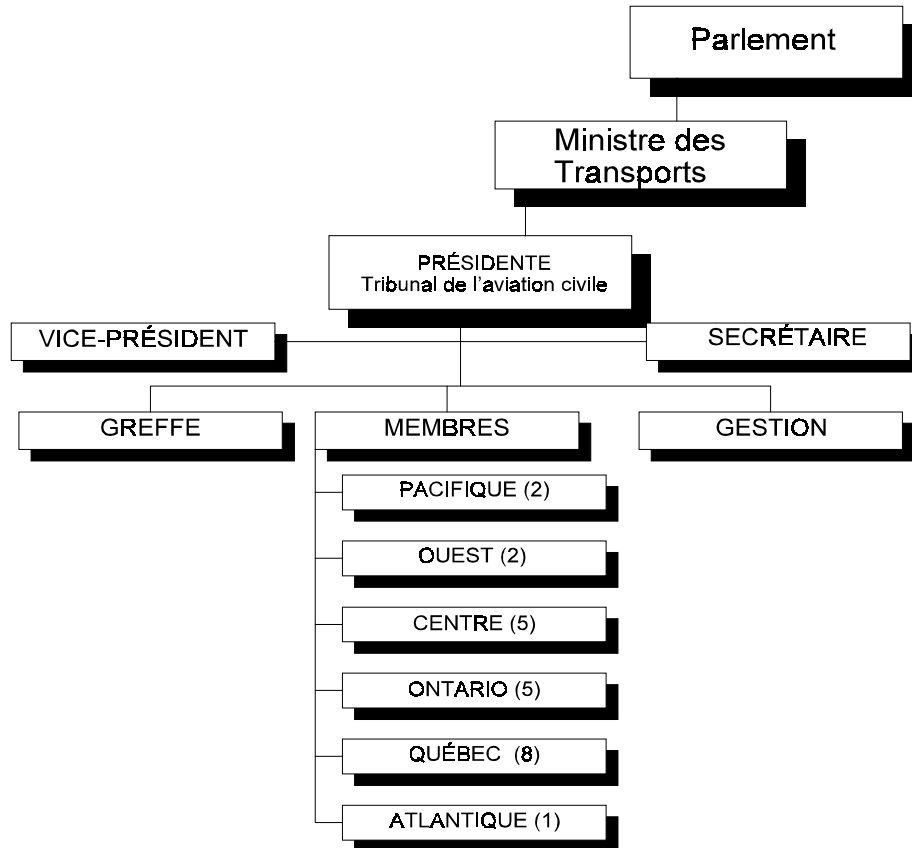 Parlement
Ministre des
Transports
PRÉSIDENTE
Tribunal de l'aviation civile
VICE-PRÉSIDENT
SECRÉTAIRE
GREFFE
MEMBRES
GESTION
PACIFIQUE (2)
OUEST (2)
CENTRE (5)
ONTARIO (5)
QUÉBEC (8)
ATLANTIQUE (1)